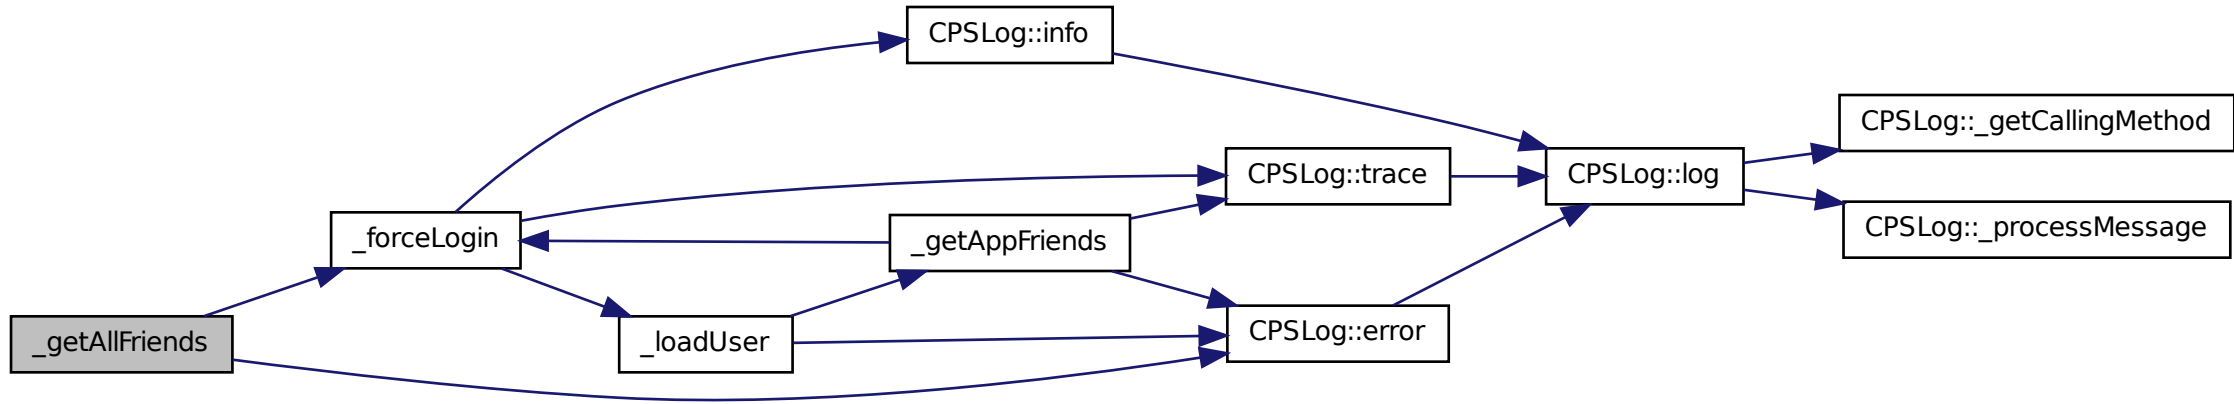 CPSLog::info
CPSLog::_getCallingMethod
CPSLog::trace
CPSLog::log
_forceLogin
_getAppFriends
CPSLog::_processMessage
_getAllFriends
_loadUser
CPSLog::error